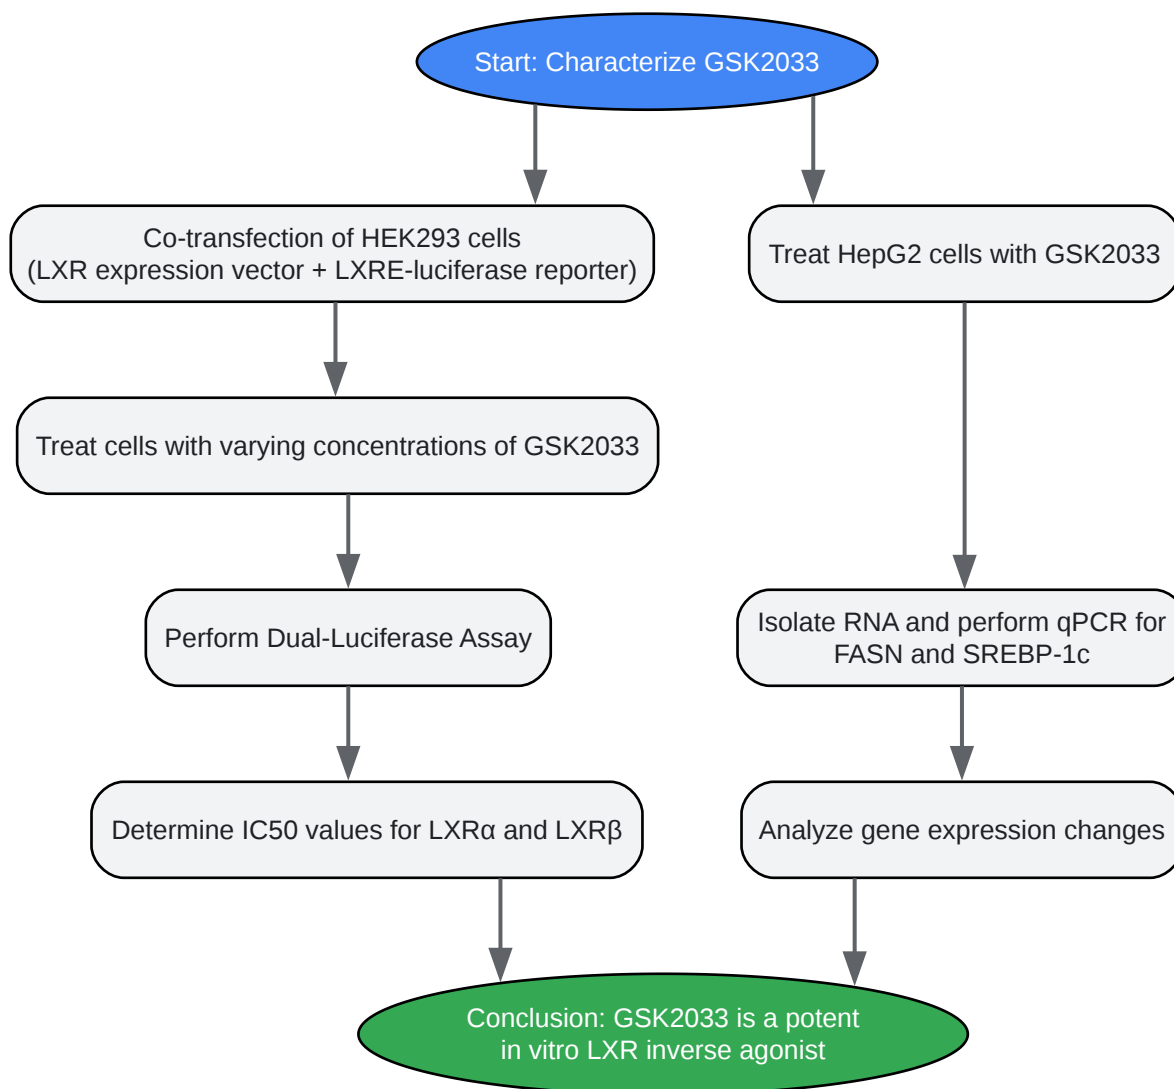 Start: Characterize GSK2033
Co-transfection of HEK293 cells
(LXR expression vector + LXRE-luciferase reporter)
Treat HepG2 cells with GSK2033
Treat cells with varying concentrations of GSK2033
Perform Dual-Luciferase Assay
Isolate RNA and perform qPCR for
FASN and SREBP-1c
Determine IC50 values for LXRα and LXRβ
Analyze gene expression changes
Conclusion: GSK2033 is a potent
in vitro LXR inverse agonist